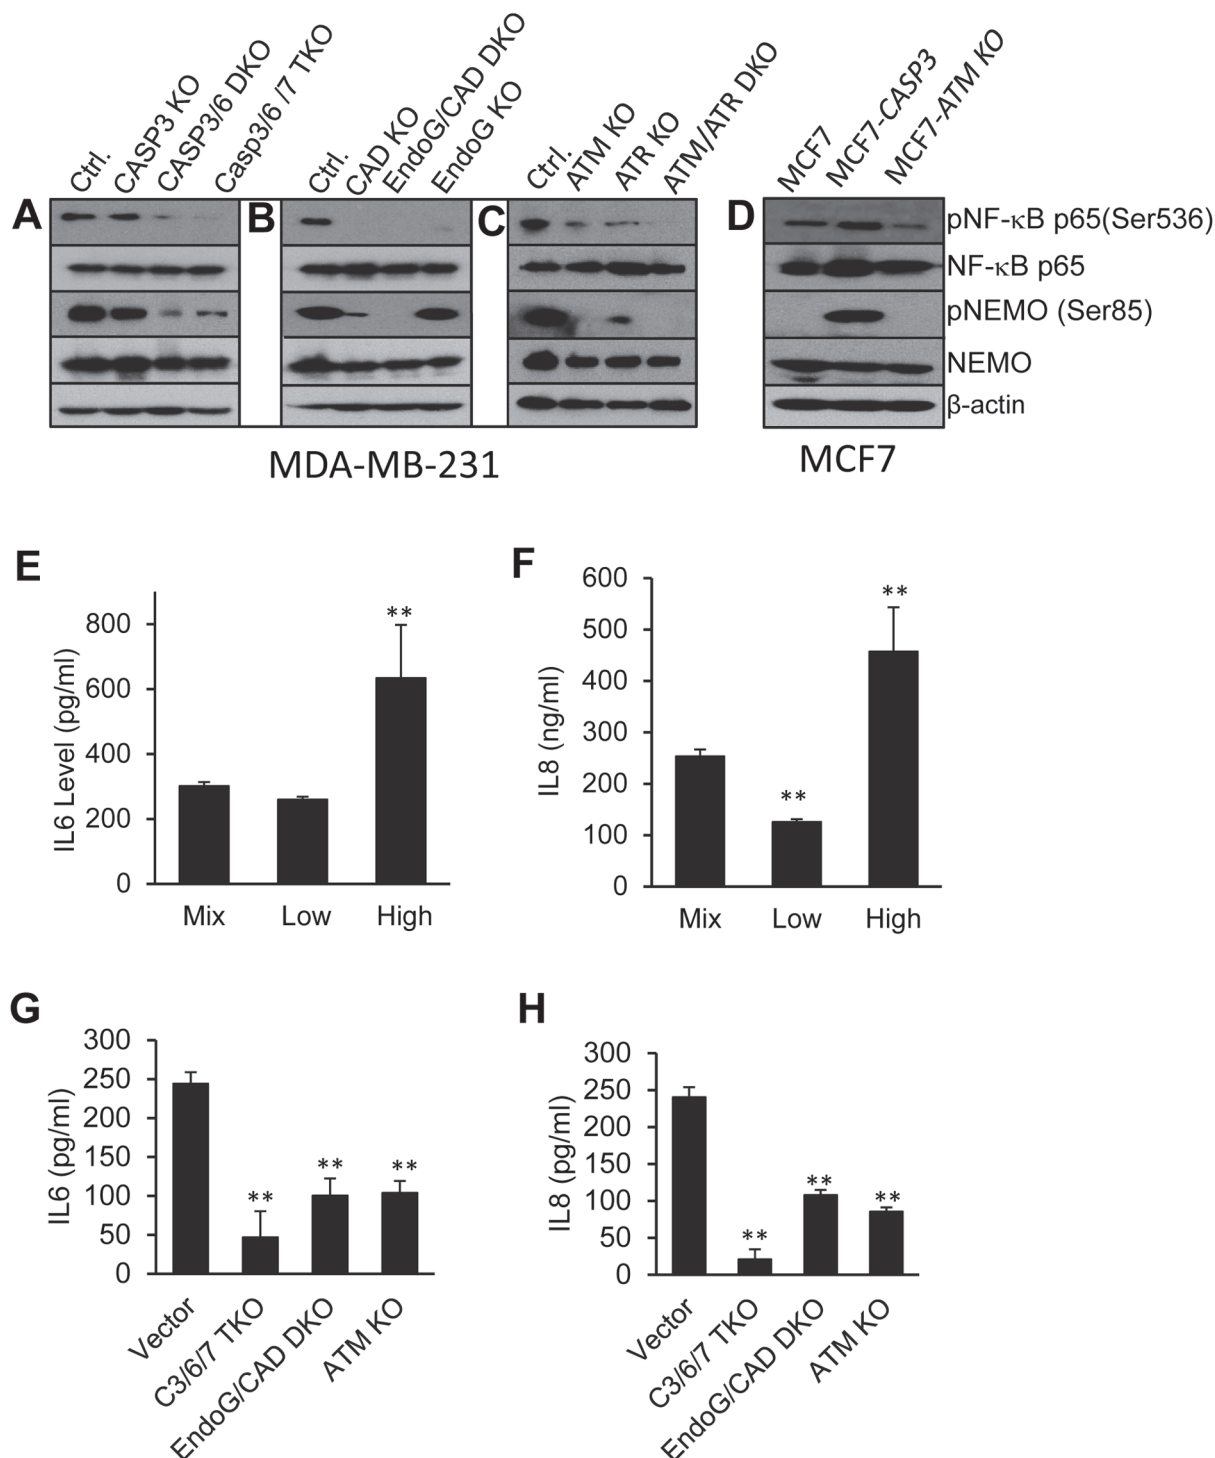 Ctrl.
CASP3 KO
CASP3/6 DKO
Casp3/6 /7 TKO
Ctrl.
CAD KO
EndoG/CAD DKO
EndoG KO
Ctrl.
ATM KO
ATR KO
ATM/ATR DKO
MCF7
MCF7-CASP3
MCF7-ATM KO
A
B
C
D
pNF-κB p65(Ser536)
NF-κB p65
pNEMO (Ser85)
NEMO
β-actin
MDA-MB-231
MCF7
E
IL6 Level (pg/ml)
800
600
400
200
0
**
Mix Low High
F
IL8 (ng/ml)
600
500
400
300
200
100
0
**
**
Mix Low High
G
IL6 (pg/ml)
300
250
200
150
100
50
0
**
**
**
Vector
C3/6/7 TKO
EndoG/CAD DKO
ATM KO
H
IL8 (pg/ml)
300
250
200
150
100
50
0
**
**
**
Vector
C3/6/7 TKO
EndoG/CAD DKO
ATM KO